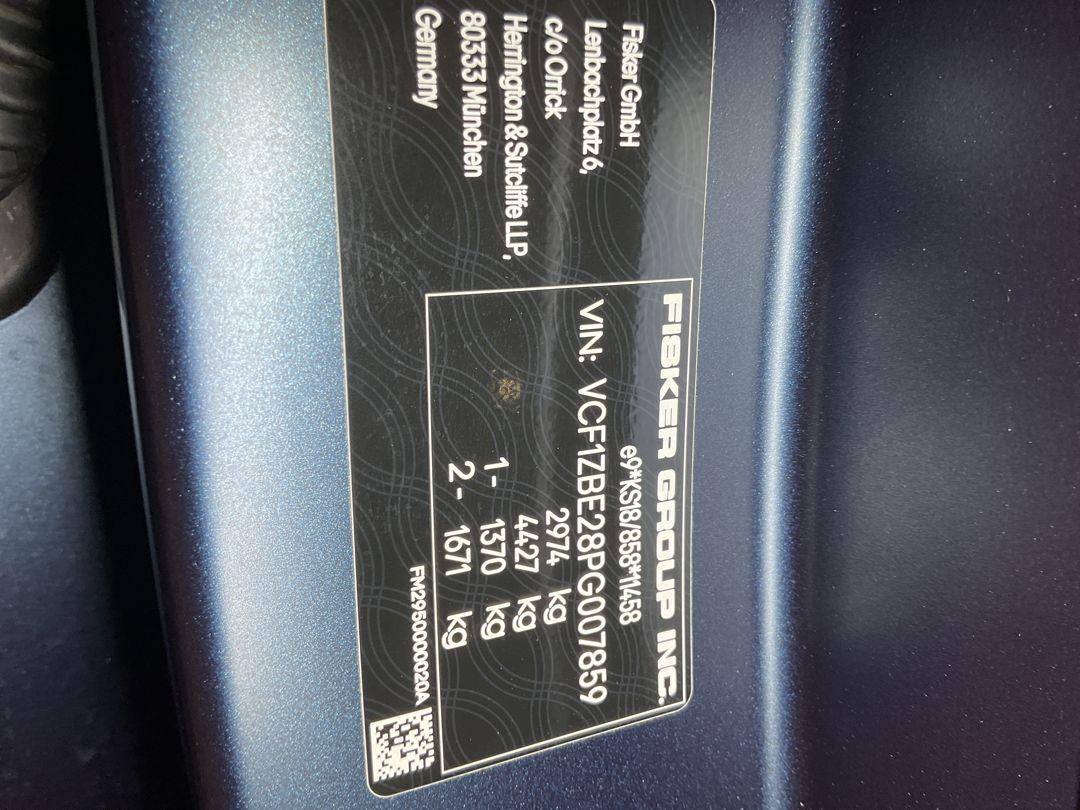 Fisker GmbH
Lenbachplatz 6,
c/o Orrick
Herrington & Sutcliffe LLP,
80333 München
Germany
FISKER GROUP INC.
e9*KS18/858*11458
VIN: VCF1ZBE28PG007859
2974 kg
4427 kg
1- 1370 kg
2- 1671 kg
FM2950000020A